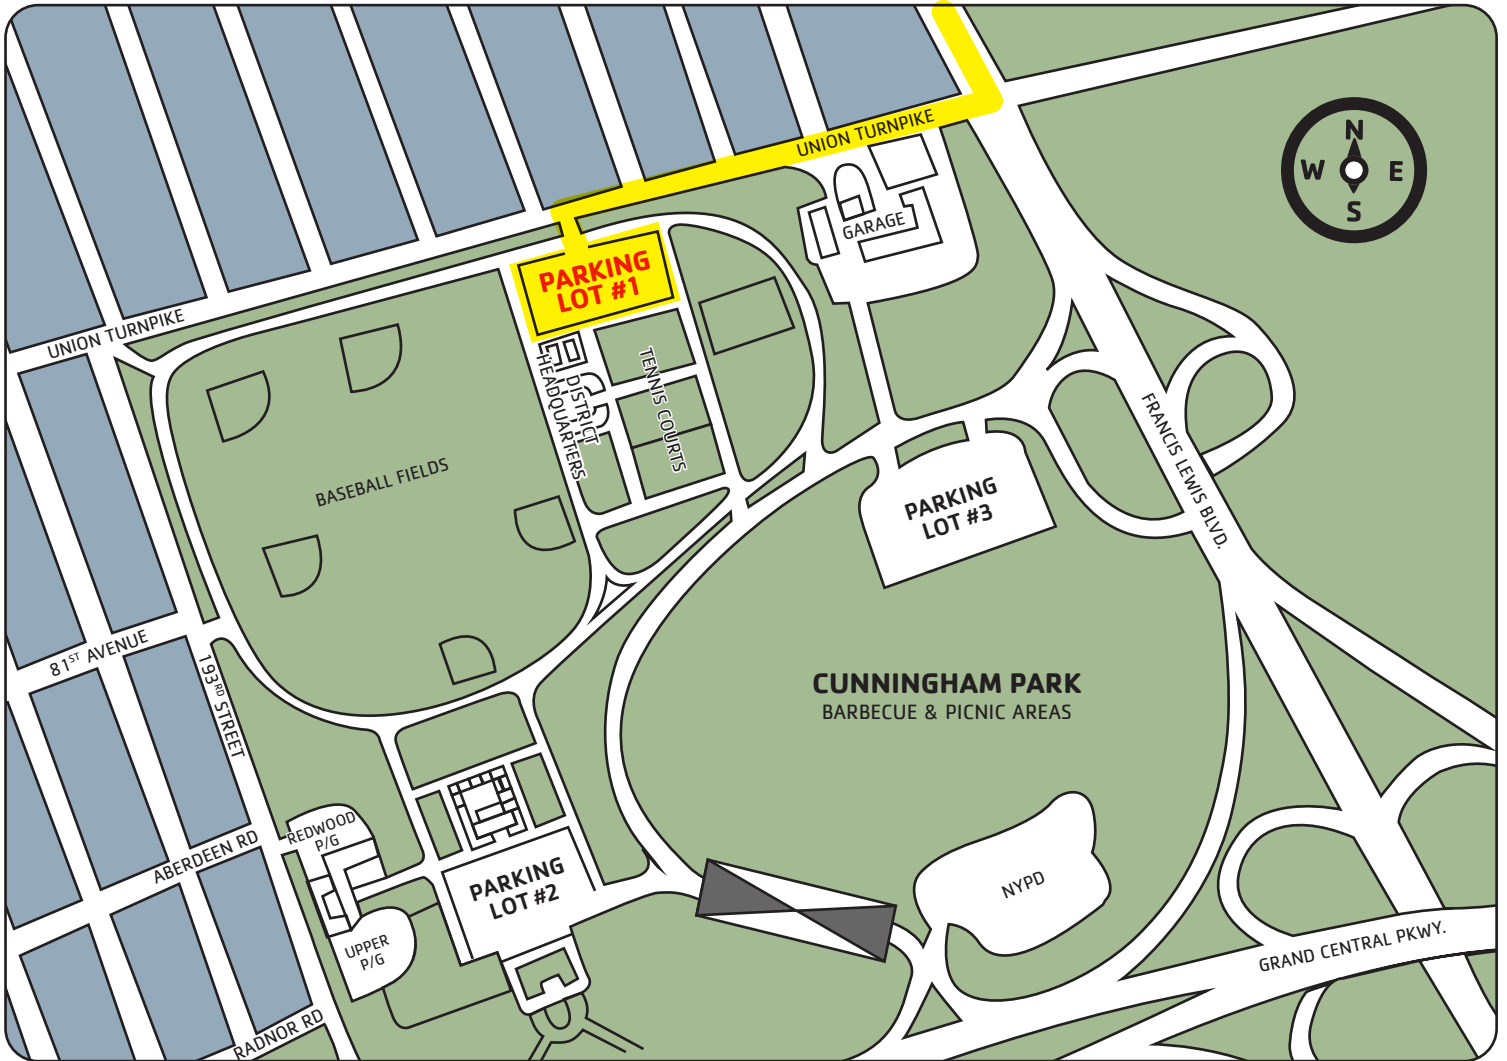 UNION TURNPIKE
N
W E
S
GARAGE
PARKING
LOT #1
UNION TURNPIKE
TENNIS COURTS
DISTRICT
HEADQUARTERS
FRANCIS LEWIS BLVD.
BASEBALL FIELDS
PARKING
LOT #3
81ST AVENUE
193RD STREET
CUNNINGHAM PARK
BARBECUE & PICNIC AREAS
REDWOOD
P/G
ABERDEEN RD
PARKING
LOT #2
NYPD
UPPER
P/G
GRAND CENTRAL PKWY.
RADNOR RD